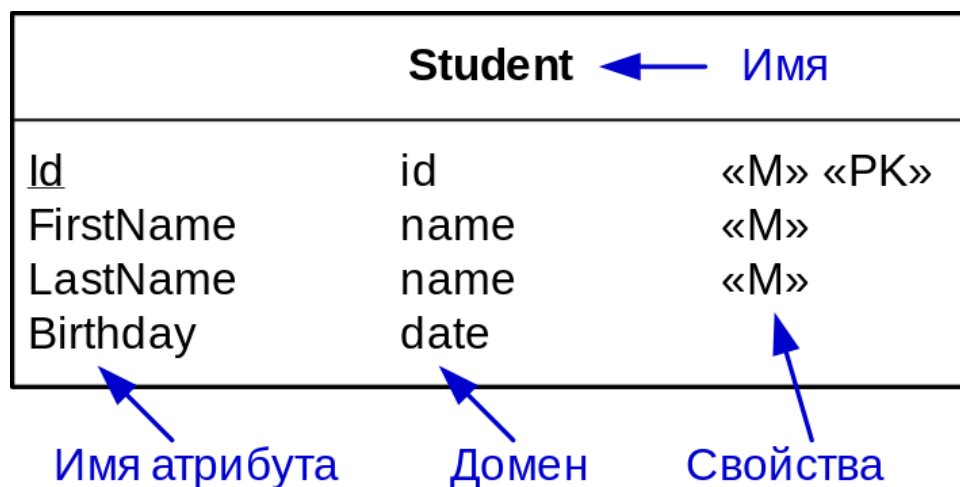 Student Имя
Id id «M» «PK»
FirstName name «M»
LastName name «M»
Birthday date
Имя атрибута Домен Свойства